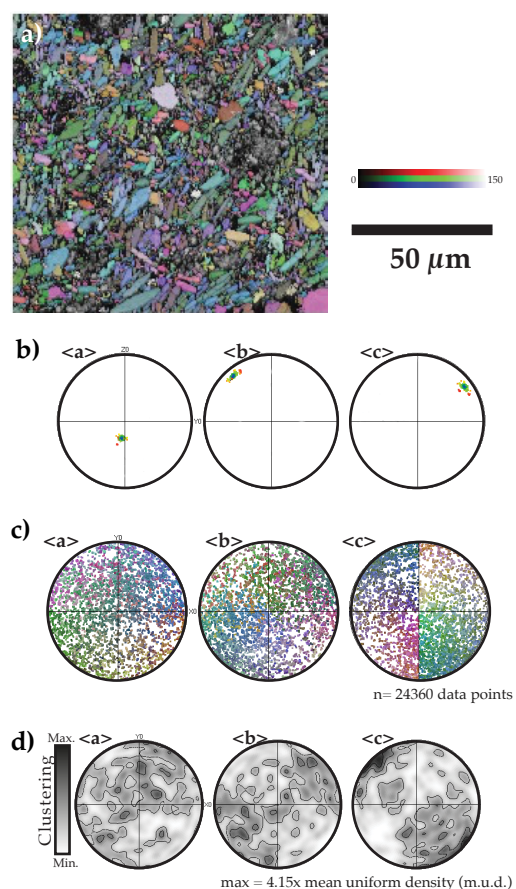 a)
0 150
50 µm
b)
<a> <b> <c>
Z0
Y0
c)
<a> <b> <c>
Y0
X0
n= 24360 data points
d)
Max. <a> <b> <c>
Y0
Clustering
X0
Min.
max = 4.15x mean uniform density (m.u.d.)